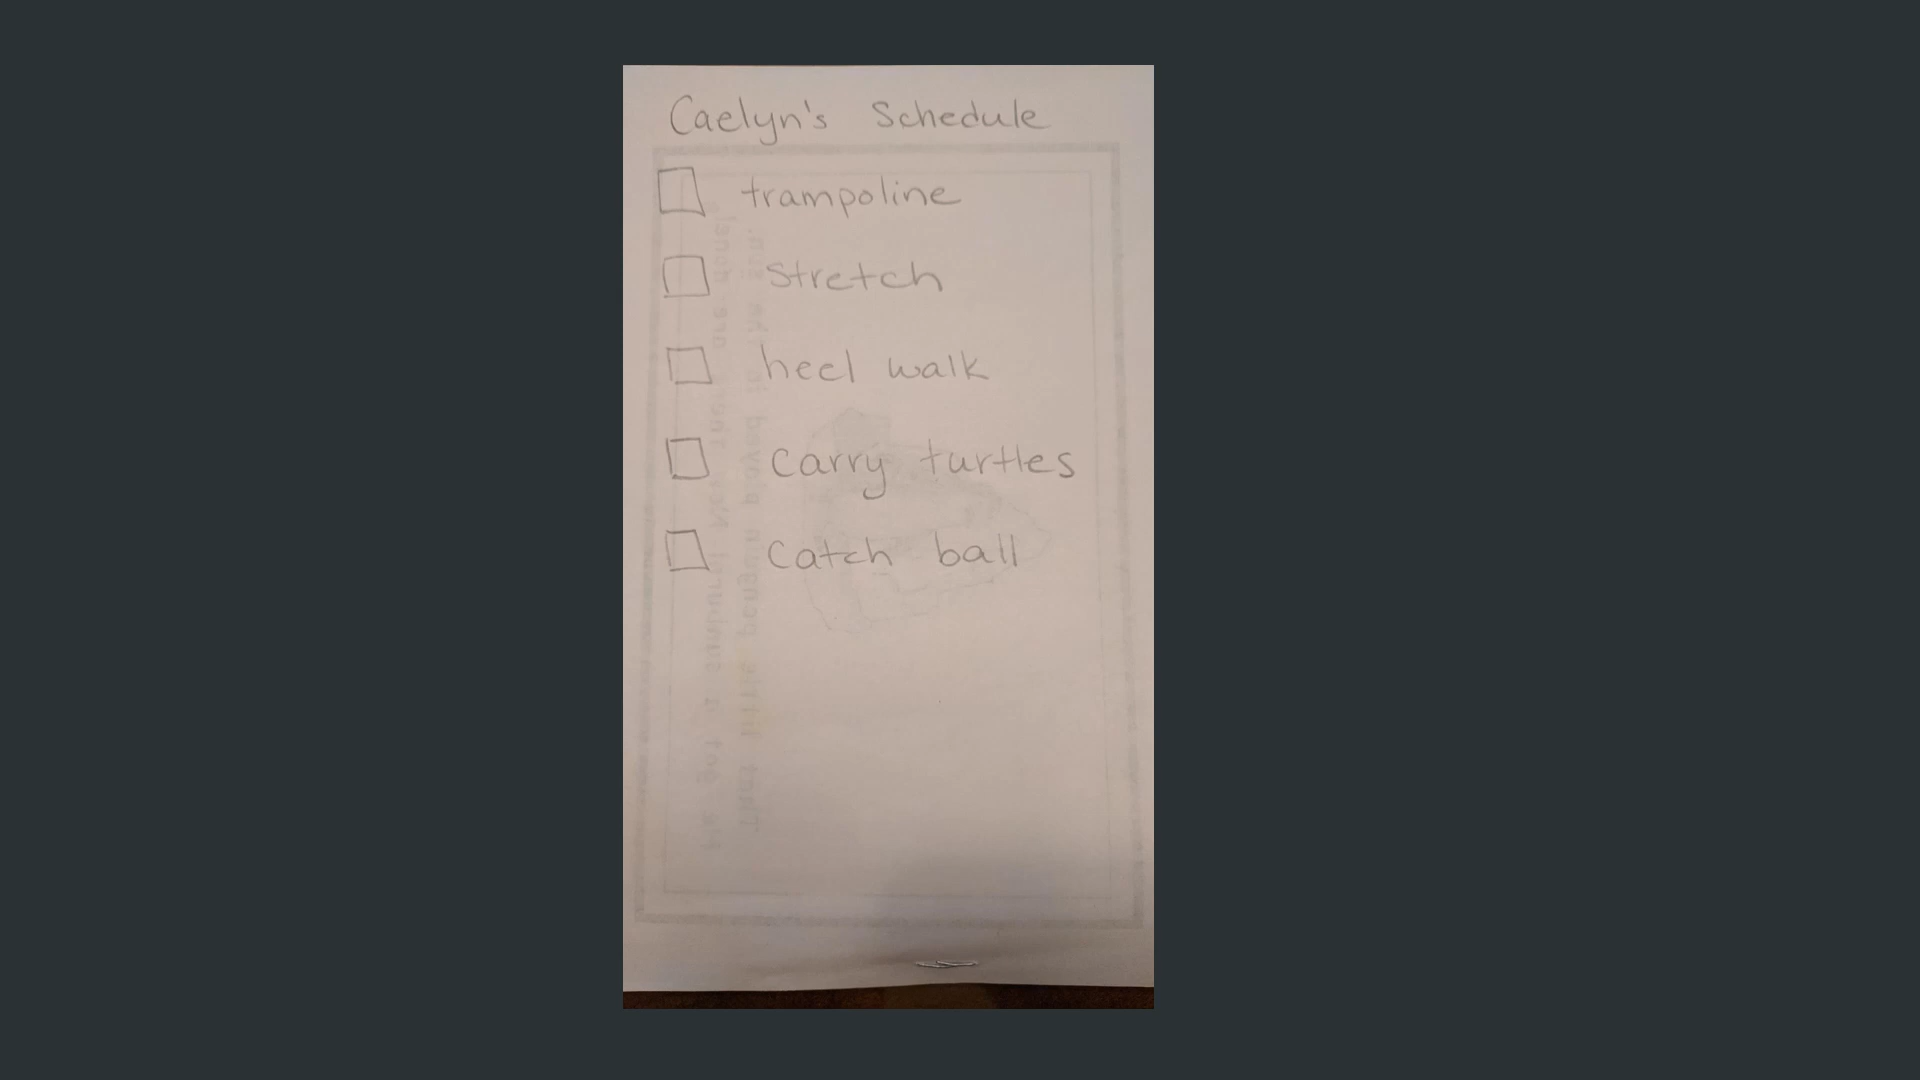 Caelyn's Schedule
trampoline
Stretch
heel walk
Carry turtles
Catch ball